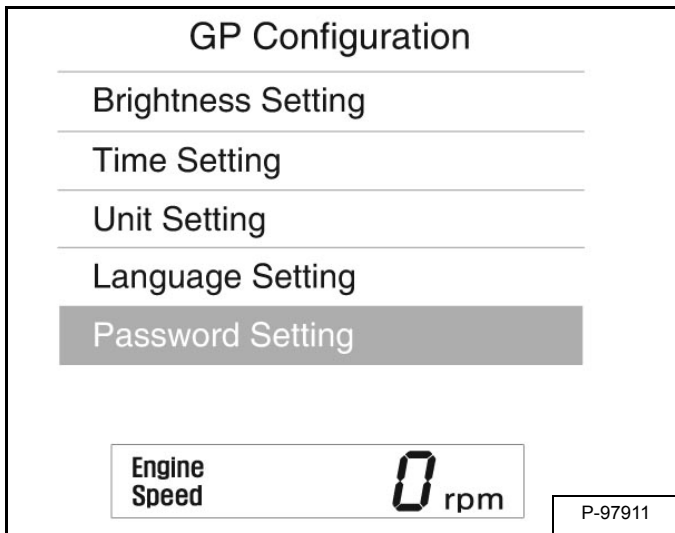 GP Configuration
Brightness Setting
Time Setting
Unit Setting
Language Setting
Password Setting
Engine
Speed
0 rpm
P-97911